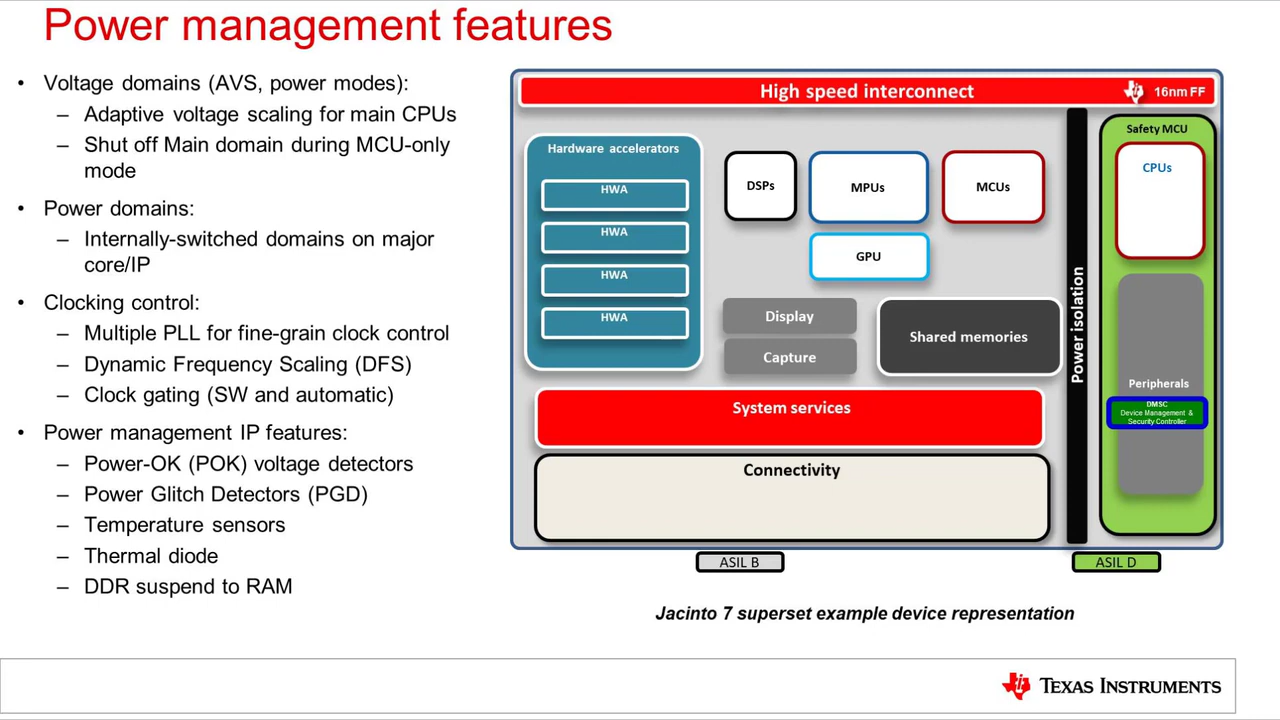 Power management features
• Voltage domains (AVS, power modes):
– Adaptive voltage scaling for main CPUs
– Shut off Main domain during MCU-only
mode
• Power domains:
– Internally-switched domains on major
core/IP
• Clocking control:
– Multiple PLL for fine-grain clock control
– Dynamic Frequency Scaling (DFS)
– Clock gating (SW and automatic)
• Power management IP features:
– Power-OK (POK) voltage detectors
– Power Glitch Detectors (PGD)
– Temperature sensors
– Thermal diode
– DDR suspend to RAM
High speed interconnect
16nm FF
Hardware accelerators
HWA
HWA
HWA
HWA
DSPs
MPUs
MCUs
GPU
Display
Capture
Shared memories
System services
Connectivity
Power isolation
Safety MCU
CPUs
Peripherals
DMSC
Device Management &
Security Controller
ASIL B
ASIL D
Jacinto 7 superset example device representation
TEXAS INSTRUMENTS